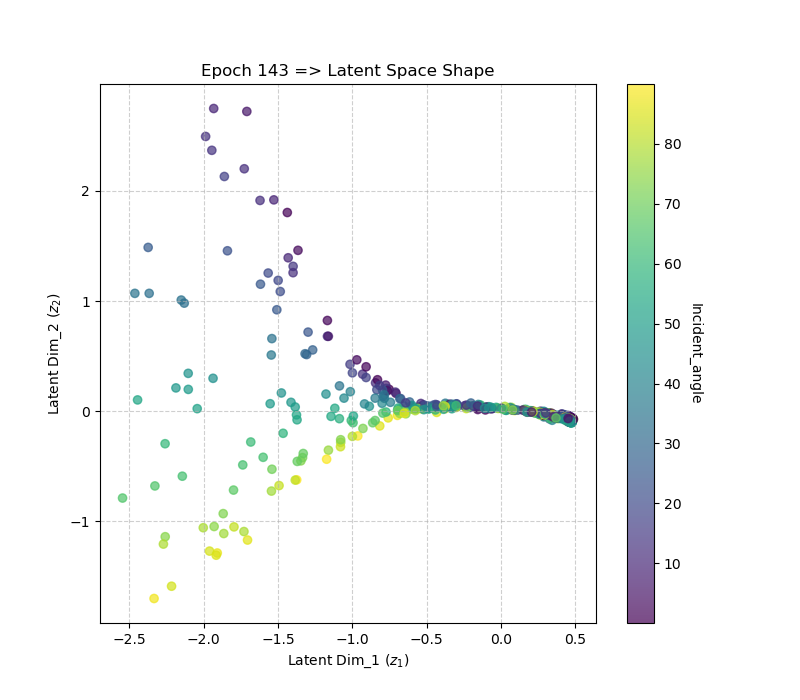 Epoch 143 => Latent Space Shape
2
1
0
−1
Latent Dim_2 (z₂)
−2.5 −2.0 −1.5 −1.0 −0.5 0.0 0.5
Latent Dim_1 (z₁)
80
70
60
50
40
30
20
10
Incident_angle